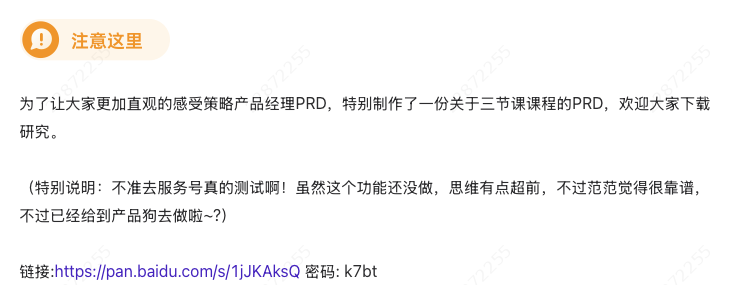 注意这里
为了让大家更加直观的感受策略产品经理PRD，特别制作了一份关于三节课课程的PRD，欢迎大家下载
研究。
（特别说明：不准去服务号真的测试啊！虽然这个功能还没做，思维有点超前，不过范范觉得很靠谱，
不过已经给到产品狗去做啦~?）
链接:https://pan.baidu.com/s/1jJKAksQ 密码: k7bt